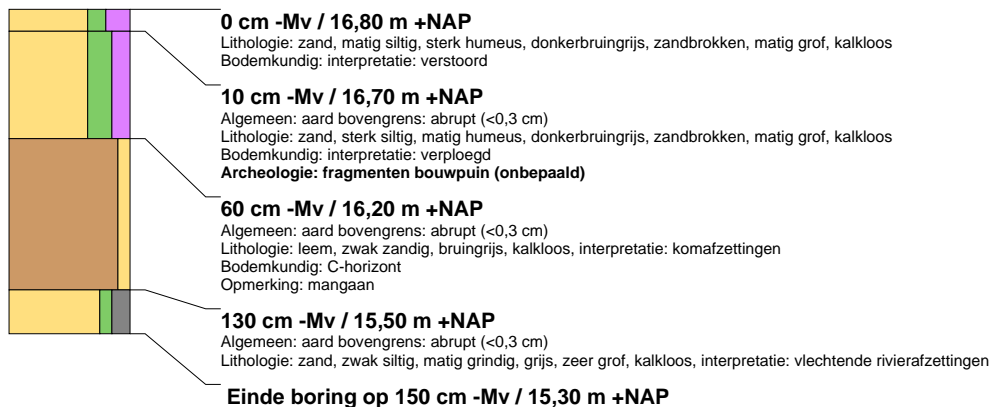 0 cm -Mv / 16,80 m +NAP
Lithologie: zand, matig siltig, sterk humeus, donkerbruingrijs, zandbrokken, matig grof, kalkloos
Bodemkundig: interpretatie: verstoord
10 cm -Mv / 16,70 m +NAP
Algemeen: aard bovengrens: abrupt (<0,3 cm)
Lithologie: zand, sterk siltig, matig humeus, donkerbruingrijs, zandbrokken, matig grof, kalkloos
Bodemkundig: interpretatie: verploegd
Archeologie: fragmenten bouwpuin (onbepaald)
60 cm -Mv / 16,20 m +NAP
Algemeen: aard bovengrens: abrupt (<0,3 cm)
Lithologie: leem, zwak zandig, bruingrijs, kalkloos, interpretatie: komafzettingen
Bodemkundig: C-horizont
Opmerking: mangaan
130 cm -Mv / 15,50 m +NAP
Algemeen: aard bovengrens: abrupt (<0,3 cm)
Lithologie: zand, zwak siltig, matig grindig, grijs, zeer grof, kalkloos, interpretatie: vlechtende rivierafzettingen
Einde boring op 150 cm -Mv / 15,30 m +NAP